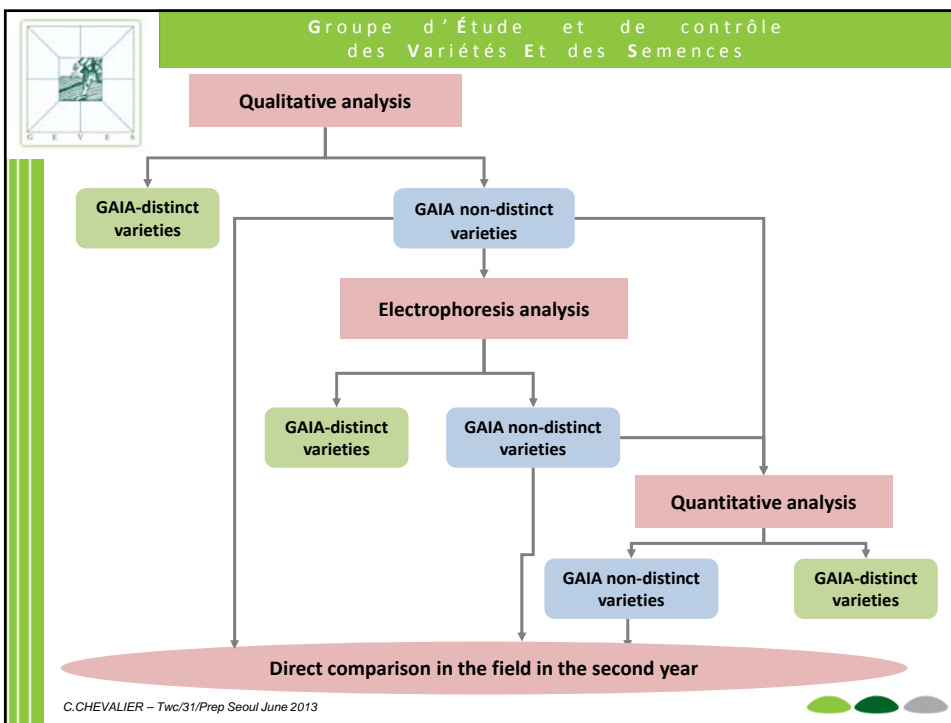 Groupe d'Étude et de contrôle
des Variétés Et des Semences
G E V E S
Qualitative analysis
GAIA-distinct
varieties
GAIA non-distinct
varieties
Electrophoresis analysis
GAIA-distinct
varieties
GAIA non-distinct
varieties
Quantitative analysis
GAIA non-distinct
varieties
GAIA-distinct
varieties
Direct comparison in the field in the second year
C.CHEVALIER – Twc/31/Prep Seoul June 2013